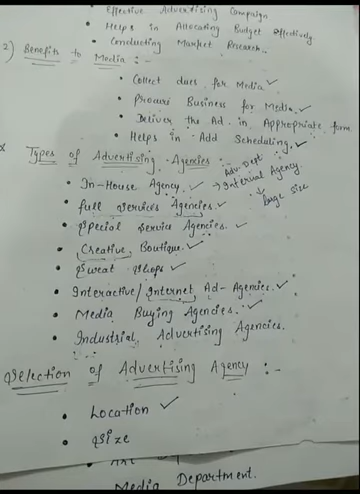 • Effective Advertising Campaign
• Helps in Allocating Budget effectively
• Conducting Market Research.
2) Benefits to Media :-
• Collect dues for Media ✓
• Procure Business for Media. ✓
• Deliver the Ad. in Appropriate form.
• Helps in Add Scheduling. ✓
x Types of Advertising Agencies :-
Adv. Dept
• In-House Agency. ✓ → Internal Agency.
↓
Large Size
• full services Agencies. ✓
• Special Service Agencies. ✓
• Creative Boutique. ✓
• Sweat Shops ✓
• Interactive/Internet Ad-Agencies. ✓
• Media Buying Agencies. ✓
• Industrial Advertising Agencies.
Selection of Advertising Agency :-
• Location ✓
• Size
• Art
Media Department.